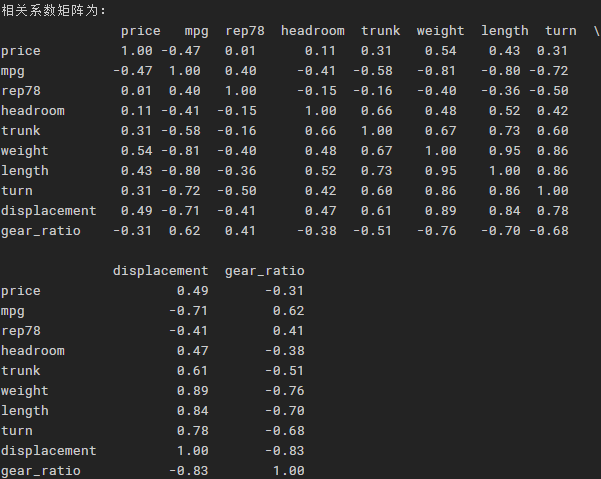 相关系数矩阵为:
price mpg rep78 headroom trunk weight length turn \
price 1.00 -0.47 0.01 0.11 0.31 0.54 0.43 0.31
mpg -0.47 1.00 0.40 -0.41 -0.58 -0.81 -0.80 -0.72
rep78 0.01 0.40 1.00 -0.15 -0.16 -0.40 -0.36 -0.50
headroom 0.11 -0.41 -0.15 1.00 0.66 0.48 0.52 0.42
trunk 0.31 -0.58 -0.16 0.66 1.00 0.67 0.73 0.60
weight 0.54 -0.81 -0.40 0.48 0.67 1.00 0.95 0.86
length 0.43 -0.80 -0.36 0.52 0.73 0.95 1.00 0.86
turn 0.31 -0.72 -0.50 0.42 0.60 0.86 0.86 1.00
displacement 0.49 -0.71 -0.41 0.47 0.61 0.89 0.84 0.78
gear_ratio -0.31 0.62 0.41 -0.38 -0.51 -0.76 -0.70 -0.68
displacement gear_ratio
price 0.49 -0.31
mpg -0.71 0.62
rep78 -0.41 0.41
headroom 0.47 -0.38
trunk 0.61 -0.51
weight 0.89 -0.76
length 0.84 -0.70
turn 0.78 -0.68
displacement 1.00 -0.83
gear_ratio -0.83 1.00